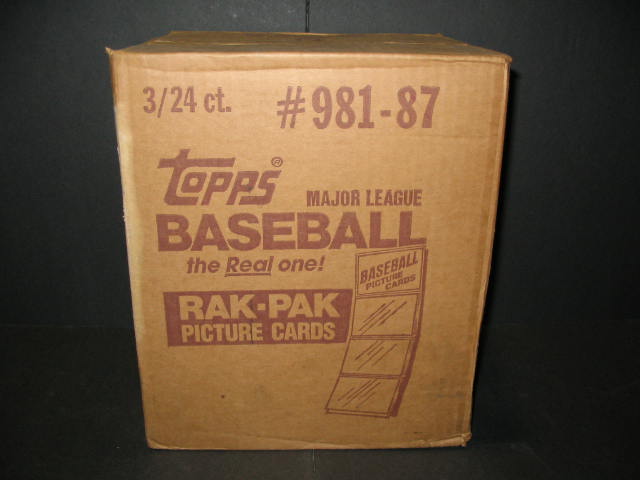 3/24 ct. #981-87
Topps®
MAJOR LEAGUE
BASEBALL
the Real one!
BASEBALL
PICTURE
CARDS
RAK-PAK
PICTURE CARDS